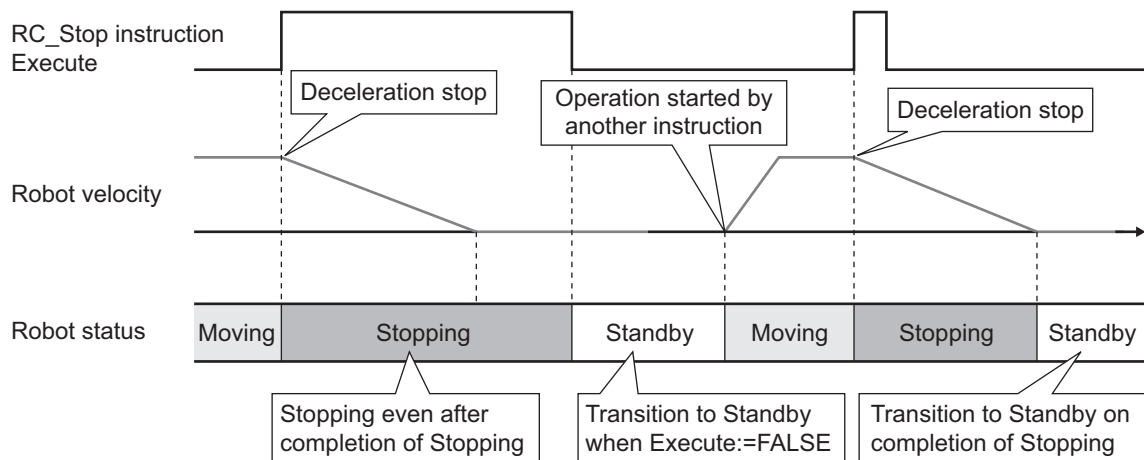 RC_Stop instruction
Execute
Deceleration stop
Operation started by
another instruction
Deceleration stop
Robot velocity
Robot status
Moving
Stopping
Standby
Moving
Stopping
Standby
Stopping even after
completion of Stopping
Transition to Standby
when Execute:=FALSE
Transition to Standby on
completion of Stopping